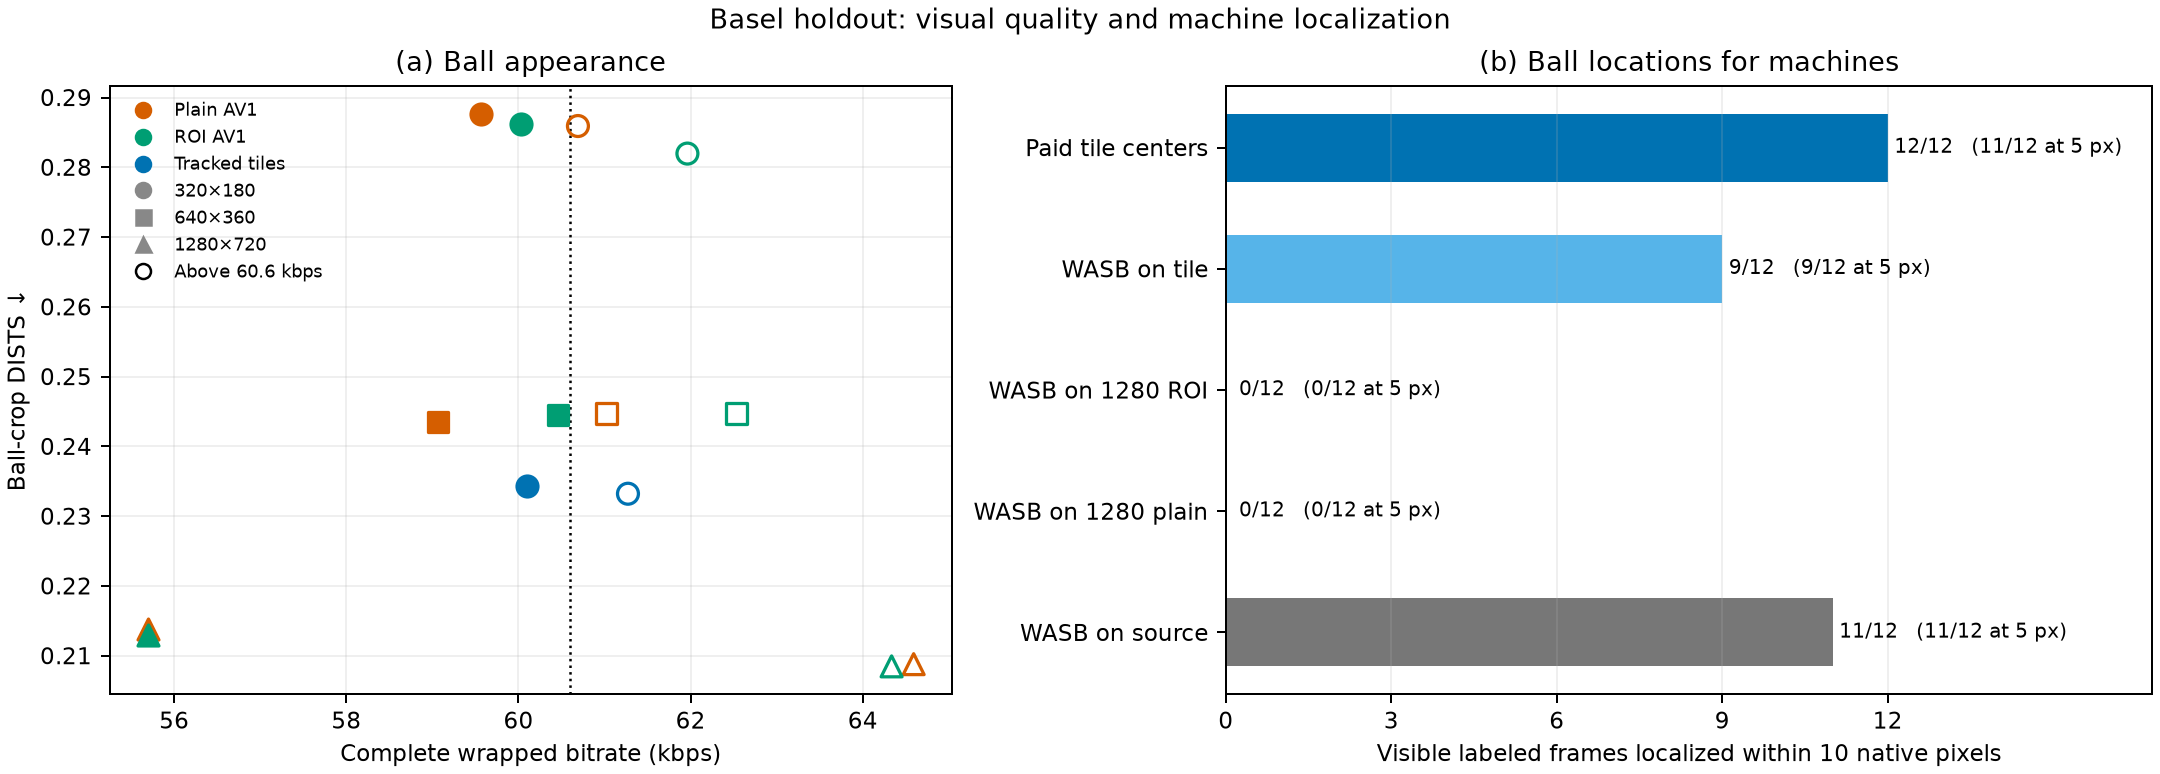 Basel holdout: visual quality and machine localization
(a) Ball appearance
0.29
0.28
0.27
0.26
0.25
0.24
0.23
0.22
0.21
Ball-crop DISTS ↓
Plain AV1
ROI AV1
Tracked tiles
320×180
640×360
1280×720
Above 60.6 kbps
56 58 60 62 64
Complete wrapped bitrate (kbps)
(b) Ball locations for machines
Paid tile centers 12/12 (11/12 at 5 px)
WASB on tile 9/12 (9/12 at 5 px)
WASB on 1280 ROI 0/12 (0/12 at 5 px)
WASB on 1280 plain 0/12 (0/12 at 5 px)
WASB on source 11/12 (11/12 at 5 px)
0 3 6 9 12
Visible labeled frames localized within 10 native pixels